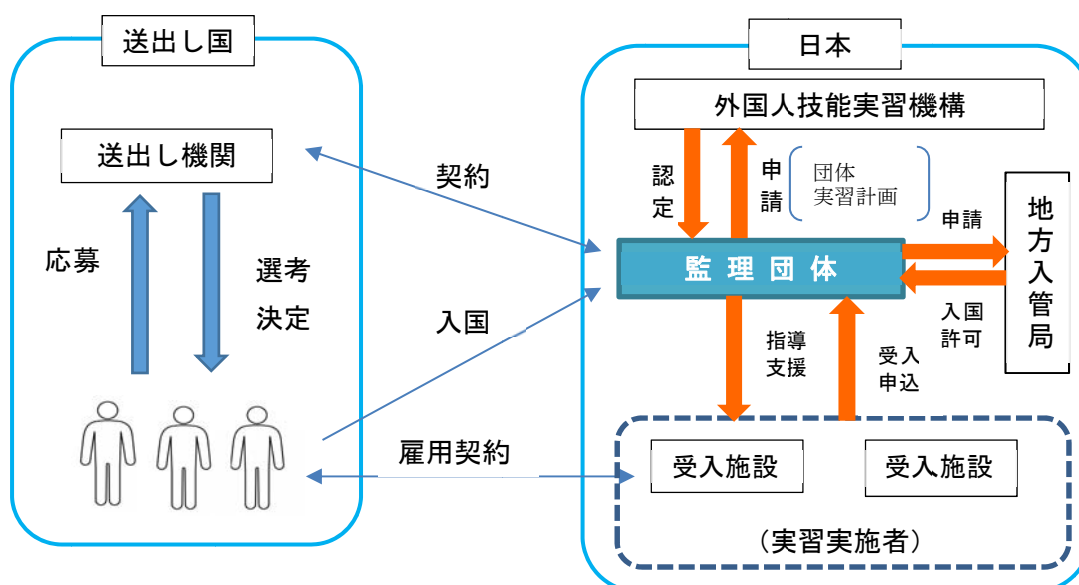 送出し国
送出し機関
応募
選考
決定
契約
入国
雇用契約
日本
外国人技能実習機構
認定
申請
団体
実習計画
監理団体
申請
入国
許可
地方入管局
指導
支援
受入
申込
受入施設
受入施設
(実習実施者)